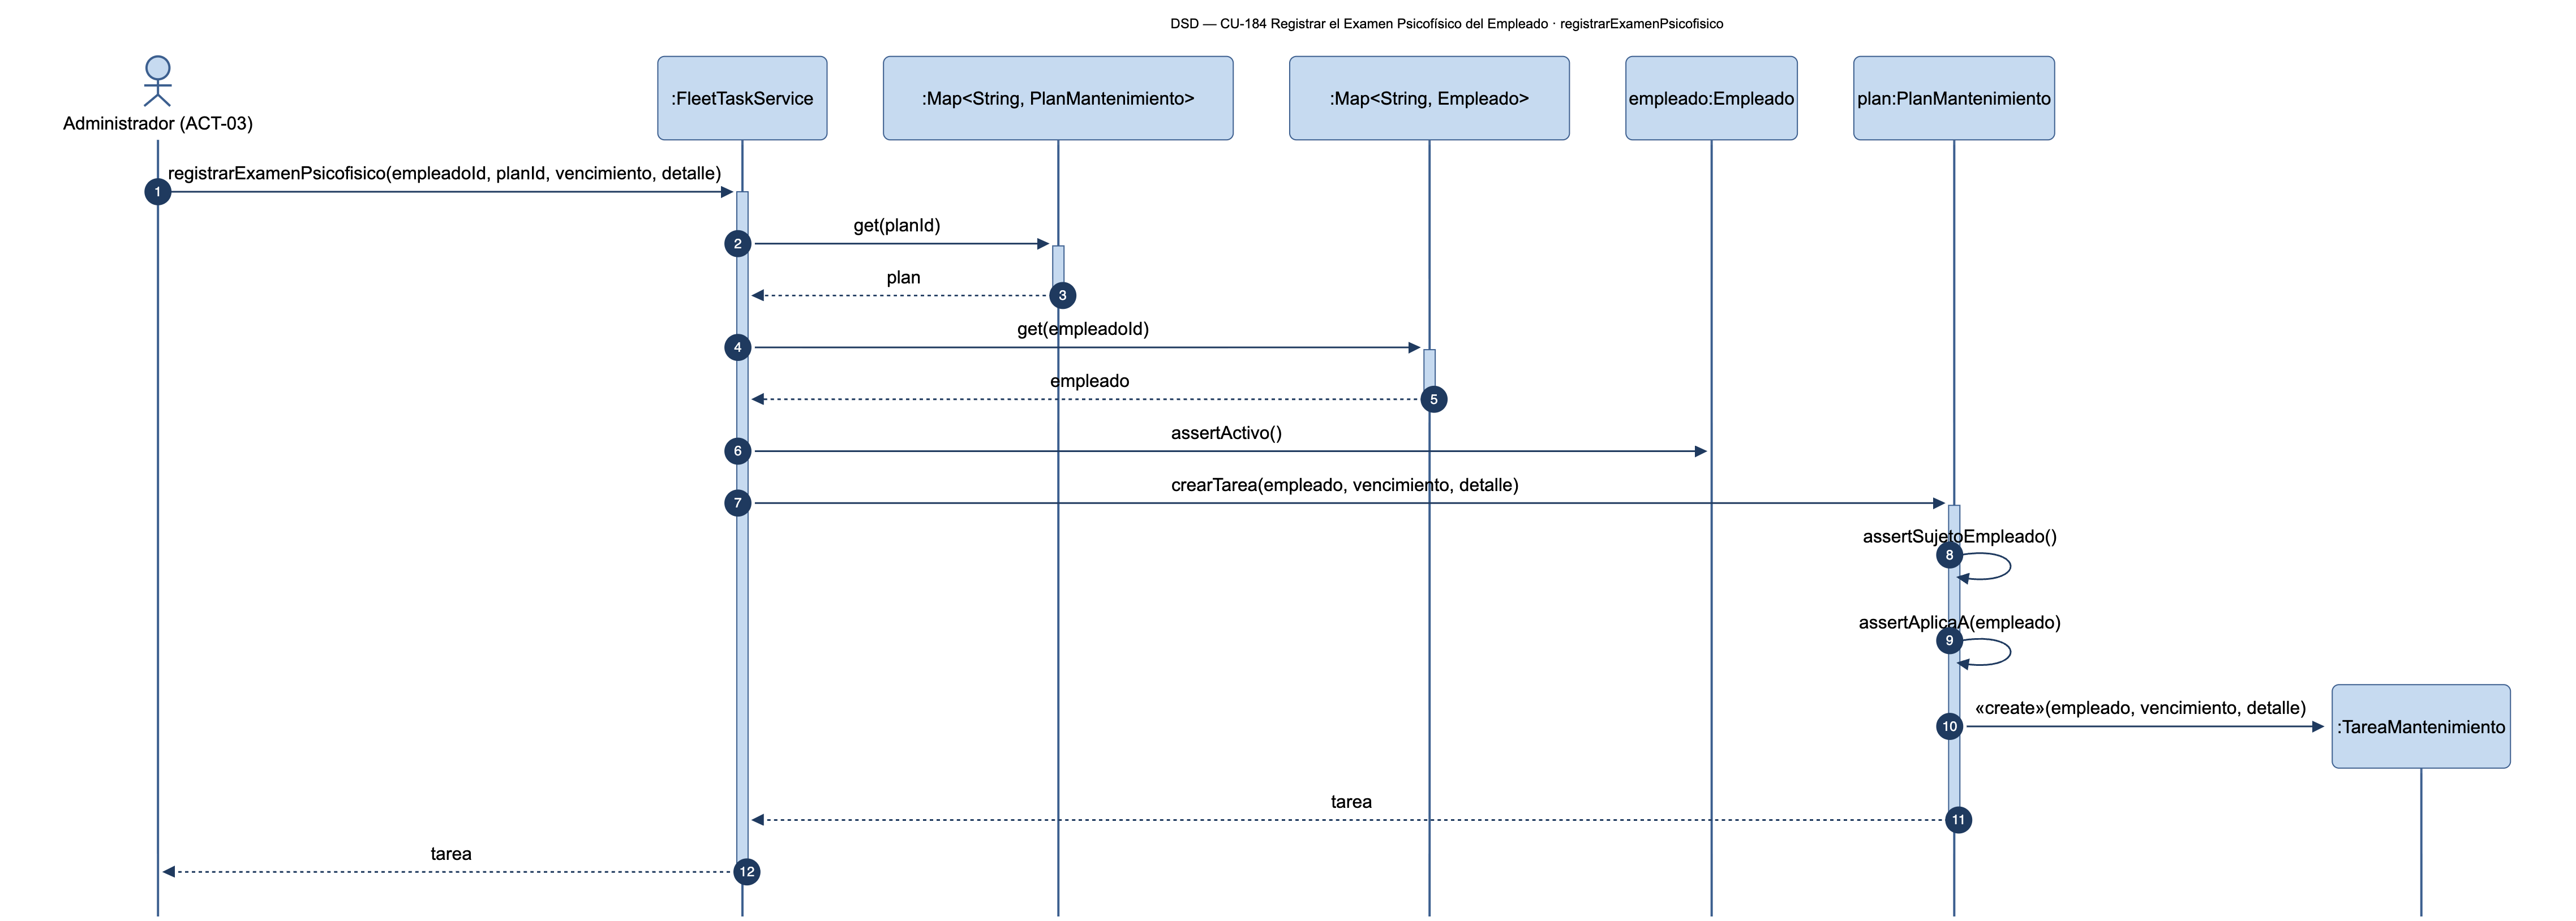 DSD — CU-184 Registrar el Examen Psicofísico del Empleado · registrarExamenPsicofisico
Administrador (ACT-03)
:FleetTaskService
:Map<String, PlanMantenimiento>
:Map<String, Empleado>
empleado:Empleado
plan:PlanMantenimiento
registrarExamenPsicofisico(empleadoId, planId, vencimiento, detalle)
1
get(planId)
2
plan
3
get(empleadoId)
4
empleado
5
assertActivo()
6
crearTarea(empleado, vencimiento, detalle)
7
assertSujetoEmpleado()
8
assertAplicaA(empleado)
9
«create»(empleado, vencimiento, detalle)
10
:TareaMantenimiento
tarea
11
tarea
12